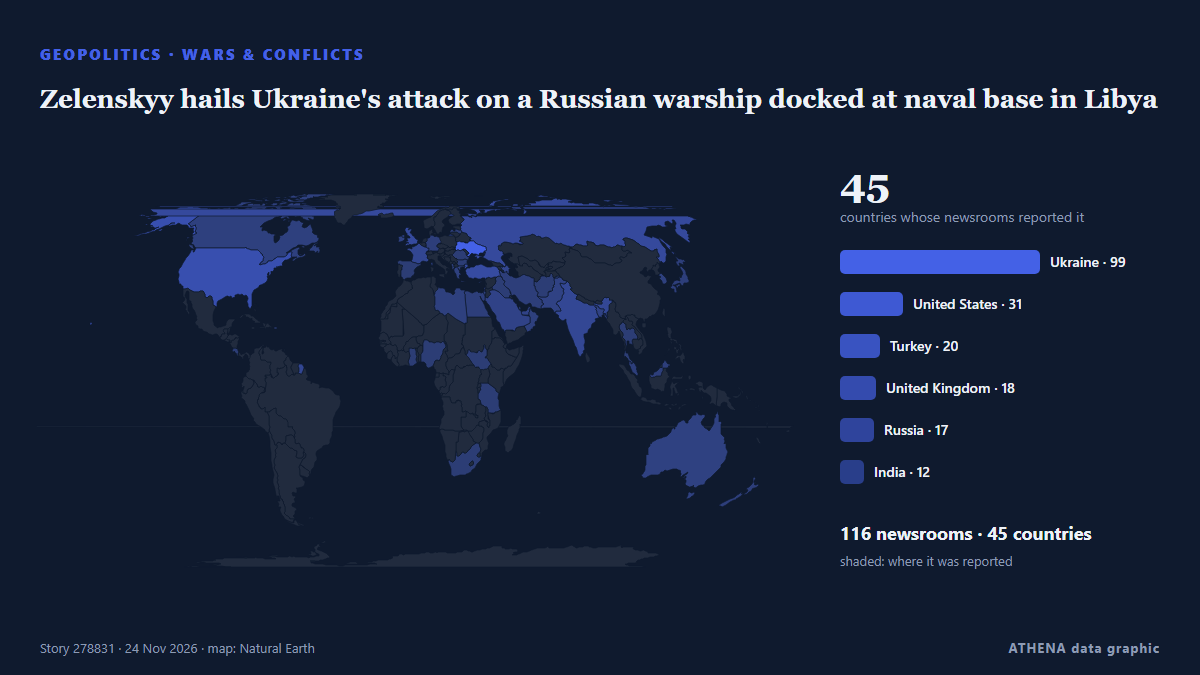 GEOPOLITICS · WARS & CONFLICTS
Zelenskyy hails Ukraine's attack on a Russian warship docked at naval base in Libya
45
countries whose newsrooms reported it
Ukraine · 99
United States · 31
Turkey · 20
United Kingdom · 18
Russia · 17
India · 12
116 newsrooms · 45 countries
shaded: where it was reported
Story 278831 · 24 Nov 2026 · map: Natural Earth
ATHENA data graphic